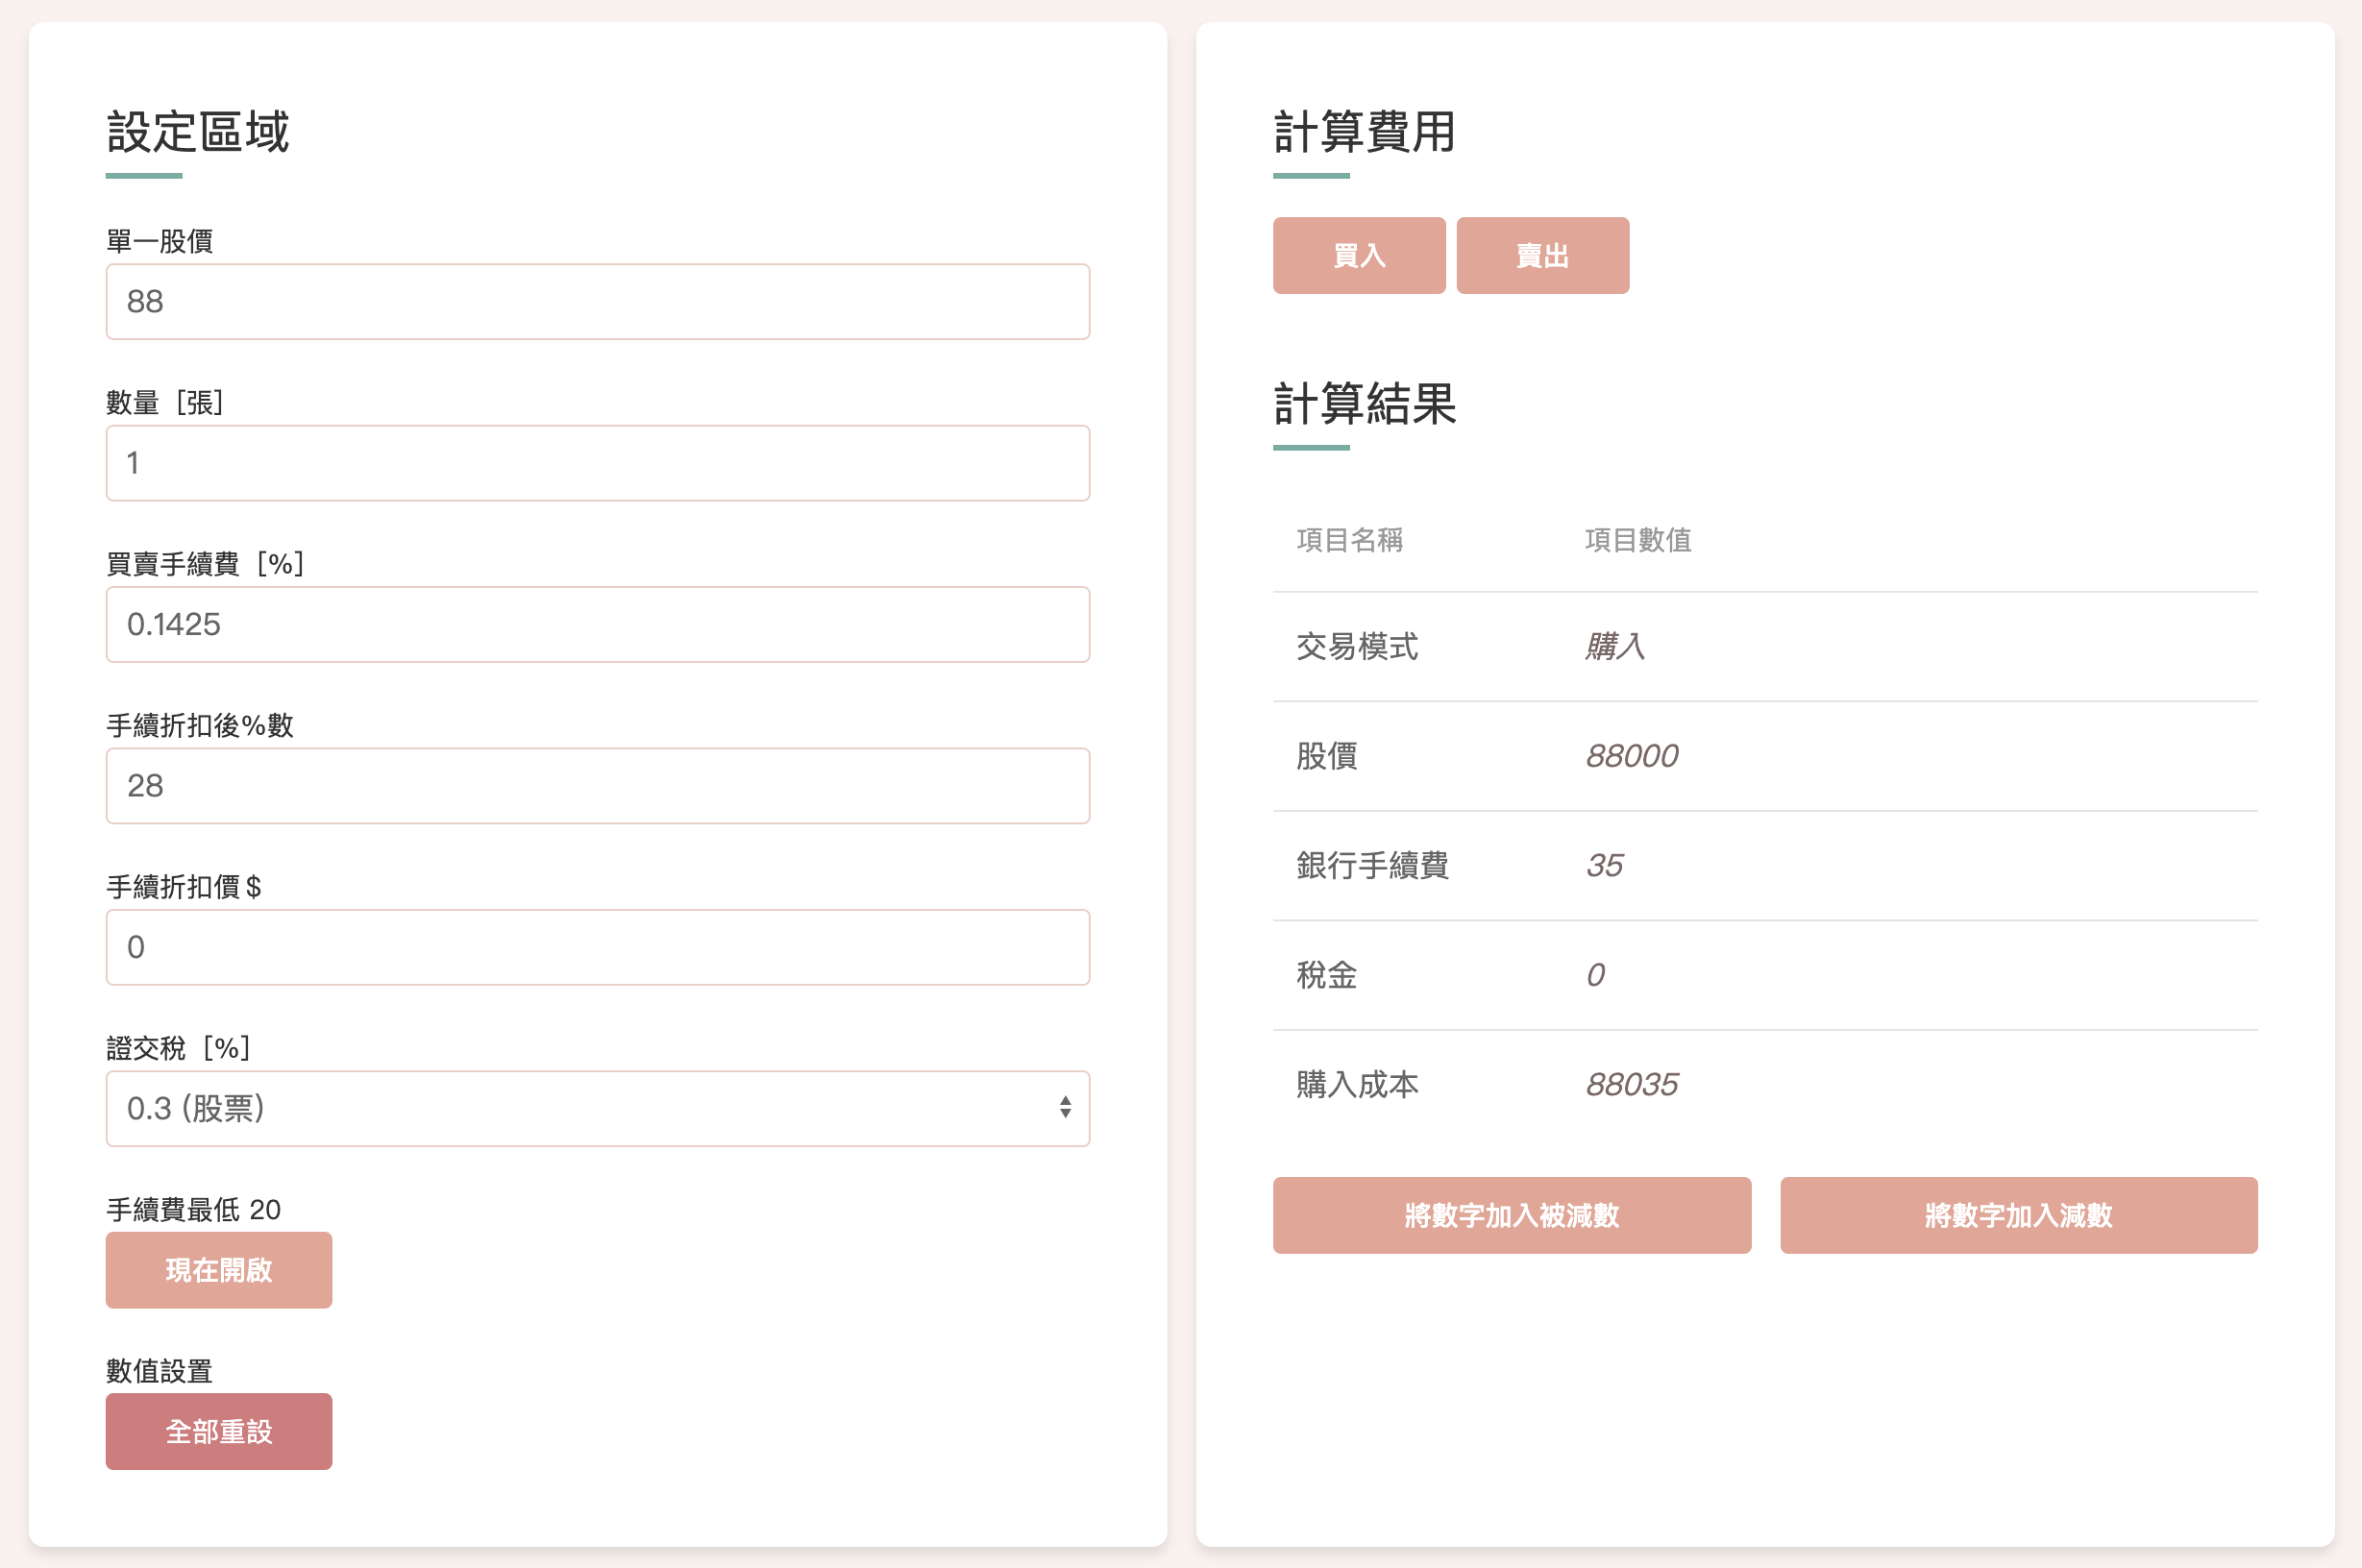 設定區域
單一股價
88
數量［張］
1
買賣手續費［%］
0.1425
手續折扣後%數
28
手續折扣價 $
0
證交稅［%］
0.3 (股票)
手續費最低 20
現在開啟
數值設置
全部重設
計算費用
買入 賣出
計算結果
項目名稱 項目數值
交易模式 購入
股價 88000
銀行手續費 35
稅金 0
購入成本 88035
將數字加入被減數 將數字加入減數